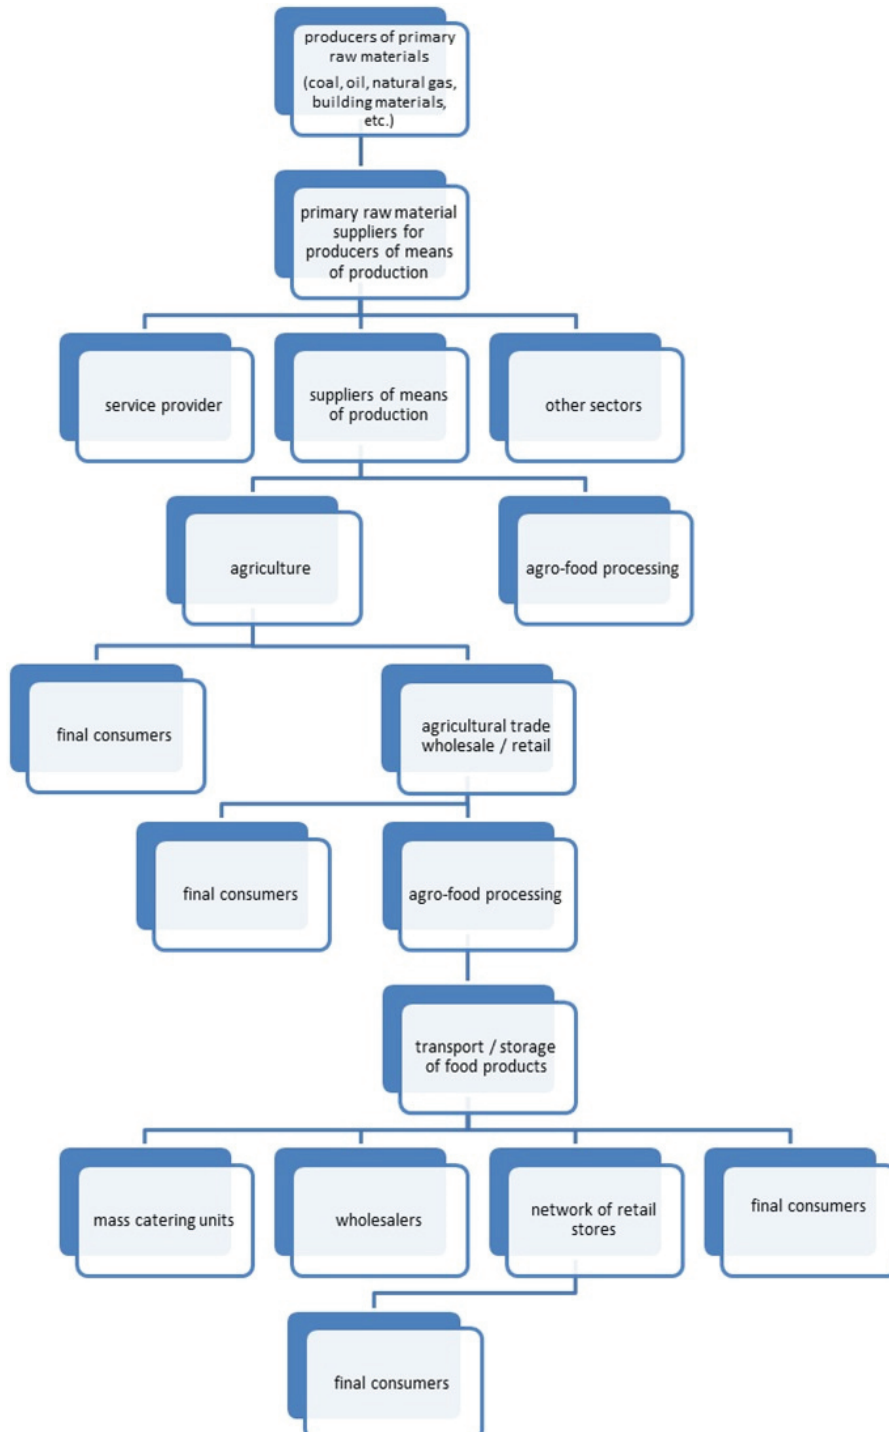 producers of primary
raw materials
(coal, oil, natural gas,
building materials,
etc.)
primary raw material
suppliers for
producers of means
of production
service provider
suppliers of means
of production
other sectors
agriculture
agro-food processing
final consumers
agricultural trade
wholesale / retail
final consumers
agro-food processing
transport / storage
of food products
mass catering units
wholesalers
network of retail
stores
final consumers
final consumers